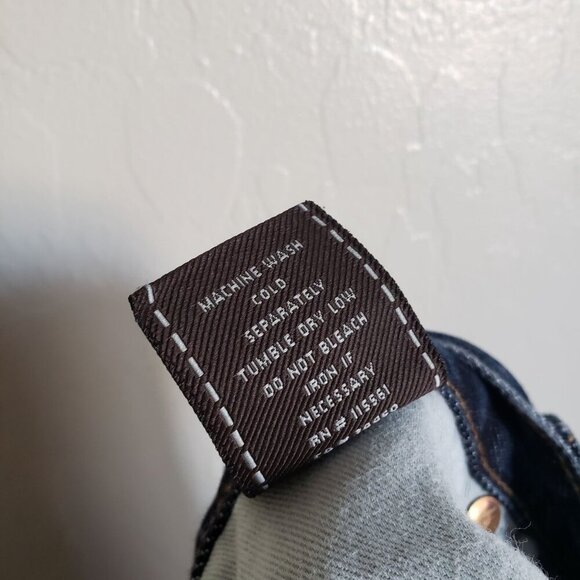 MACHINE WASH
COLD
SEPARATELY
TUMBLE DRY LOW
DO NOT BLEACH
IRON IF
NECESSARY
RN # 115561